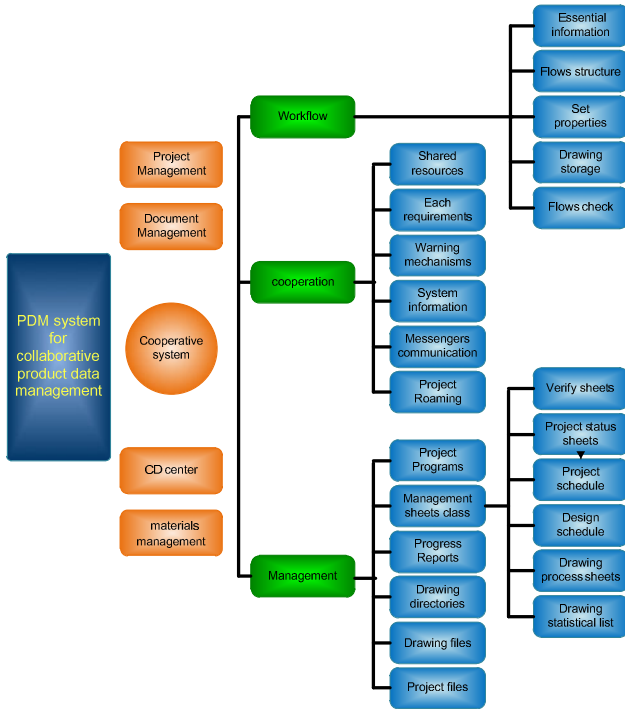 PDM system
for
collaborative
product data
management
Project
Management
Document
Management
Cooperative
system
CD center
materials
management
Workflow
cooperation
Management
Essential
information
Flows structure
Set
properties
Drawing
storage
Flows check
Shared
resources
Each
requirements
Warning
mechanisms
System
information
Messengers
communication
Project
Roaming
Project
Programs
Management
sheets class
Progress
Reports
Drawing
directories
Drawing files
Project files
Verify sheets
Project status
sheets
Project
schedule
Design
schedule
Drawing
process sheets
Drawing
statistical list